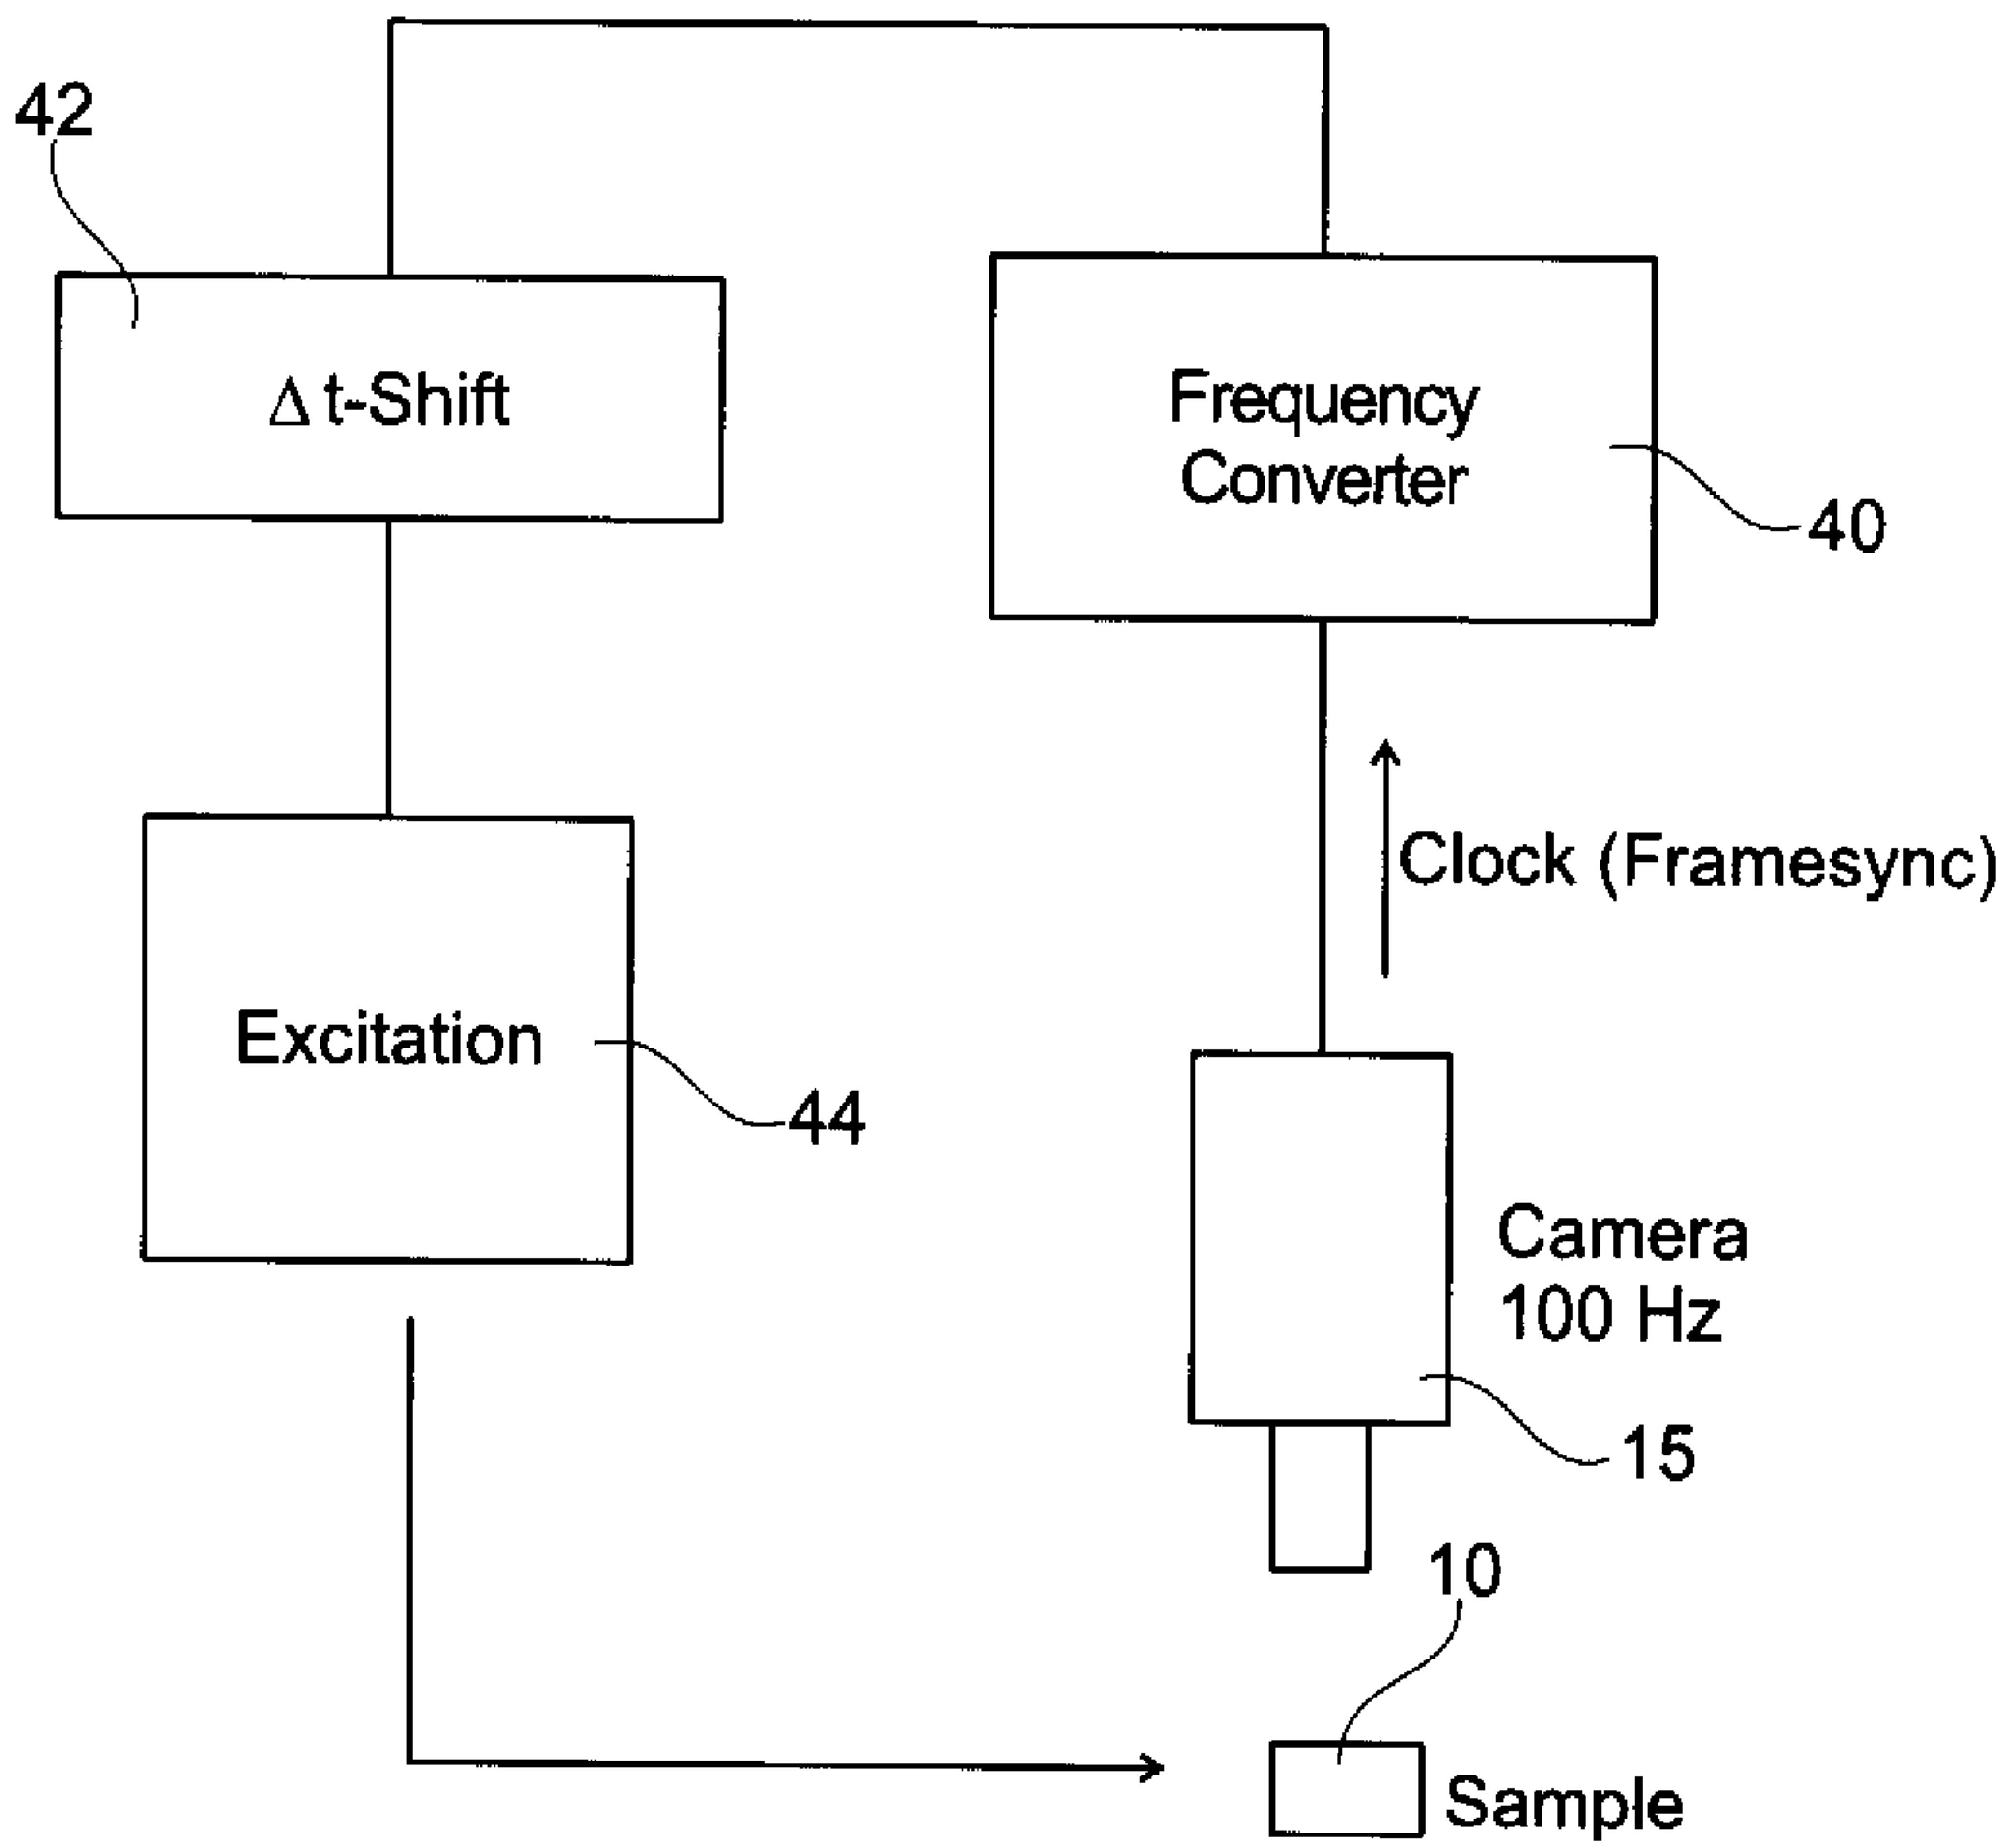 42
Δ t-Shift
Frequency
Converter
40
Clock (Framesync)
Excitation
44
Camera
100 Hz
15
10
Sample